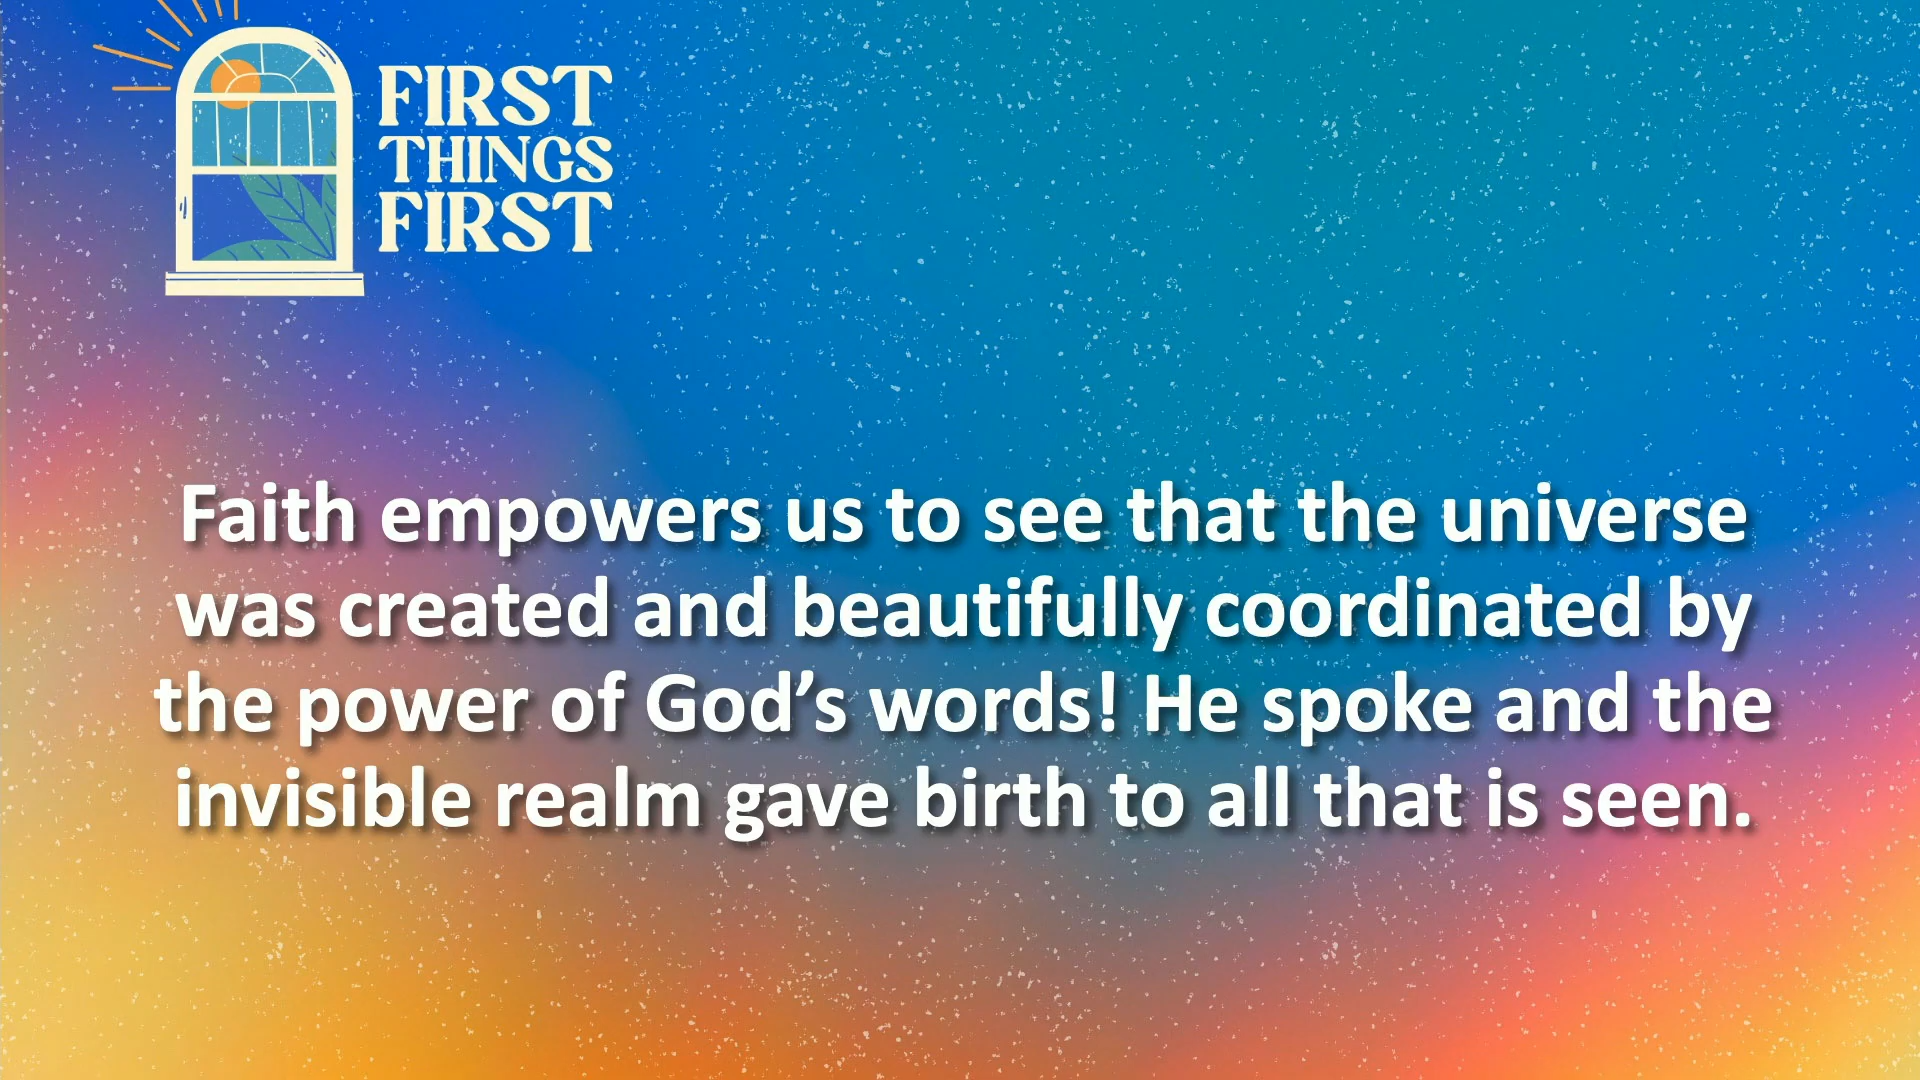 FIRST
THINGS
FIRST
Faith empowers us to see that the universe
was created and beautifully coordinated by
the power of God’s words! He spoke and the
invisible realm gave birth to all that is seen.